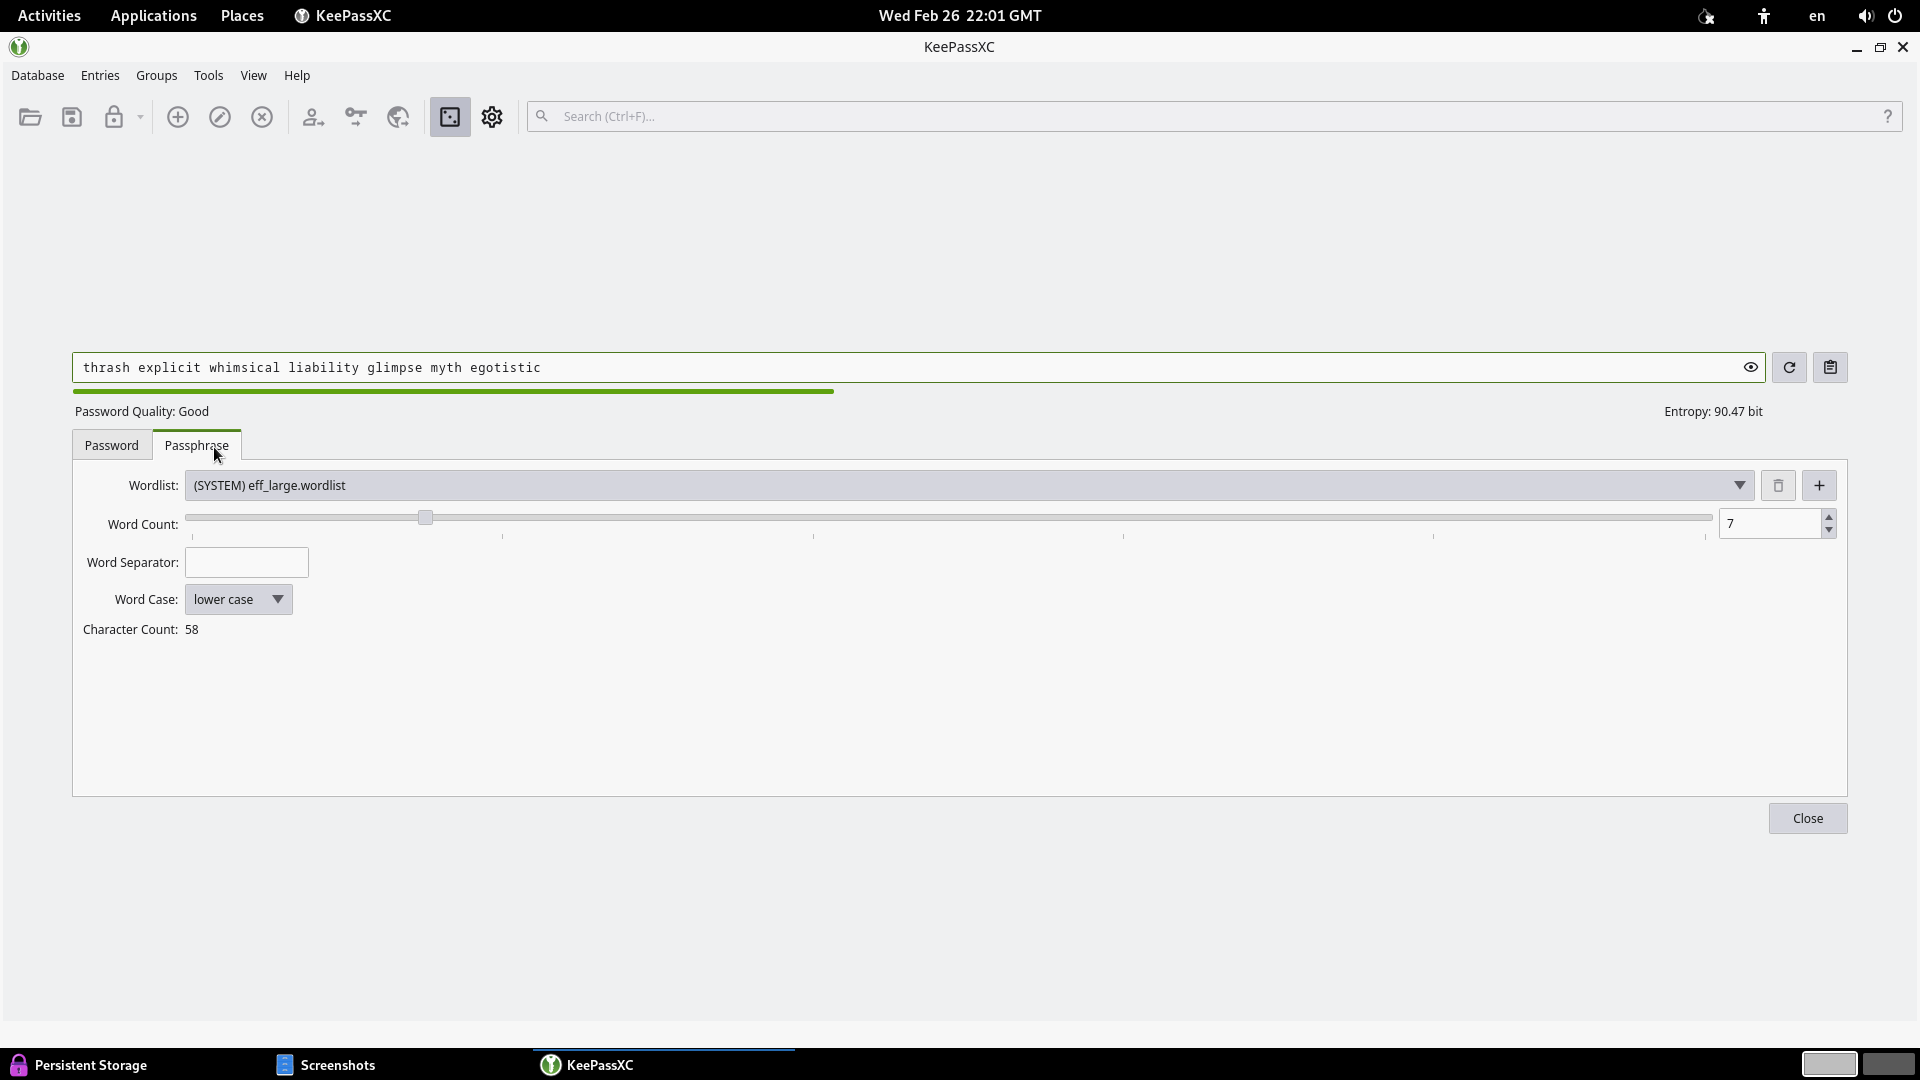 Activities Applications Places KeePassXC Wed Feb 26 22:01 GMT en
KeePassXC
Database Entries Groups Tools View Help
Search (Ctrl+F)... ?
thrash explicit whimsical liability glimpse myth egotistic
Password Quality: Good Entropy: 90.47 bit
Password Passphrase
Wordlist: (SYSTEM) eff_large.wordlist +
Word Count: 7
Word Separator:
Word Case: lower case
Character Count: 58
Close
Persistent Storage Screenshots KeePassXC